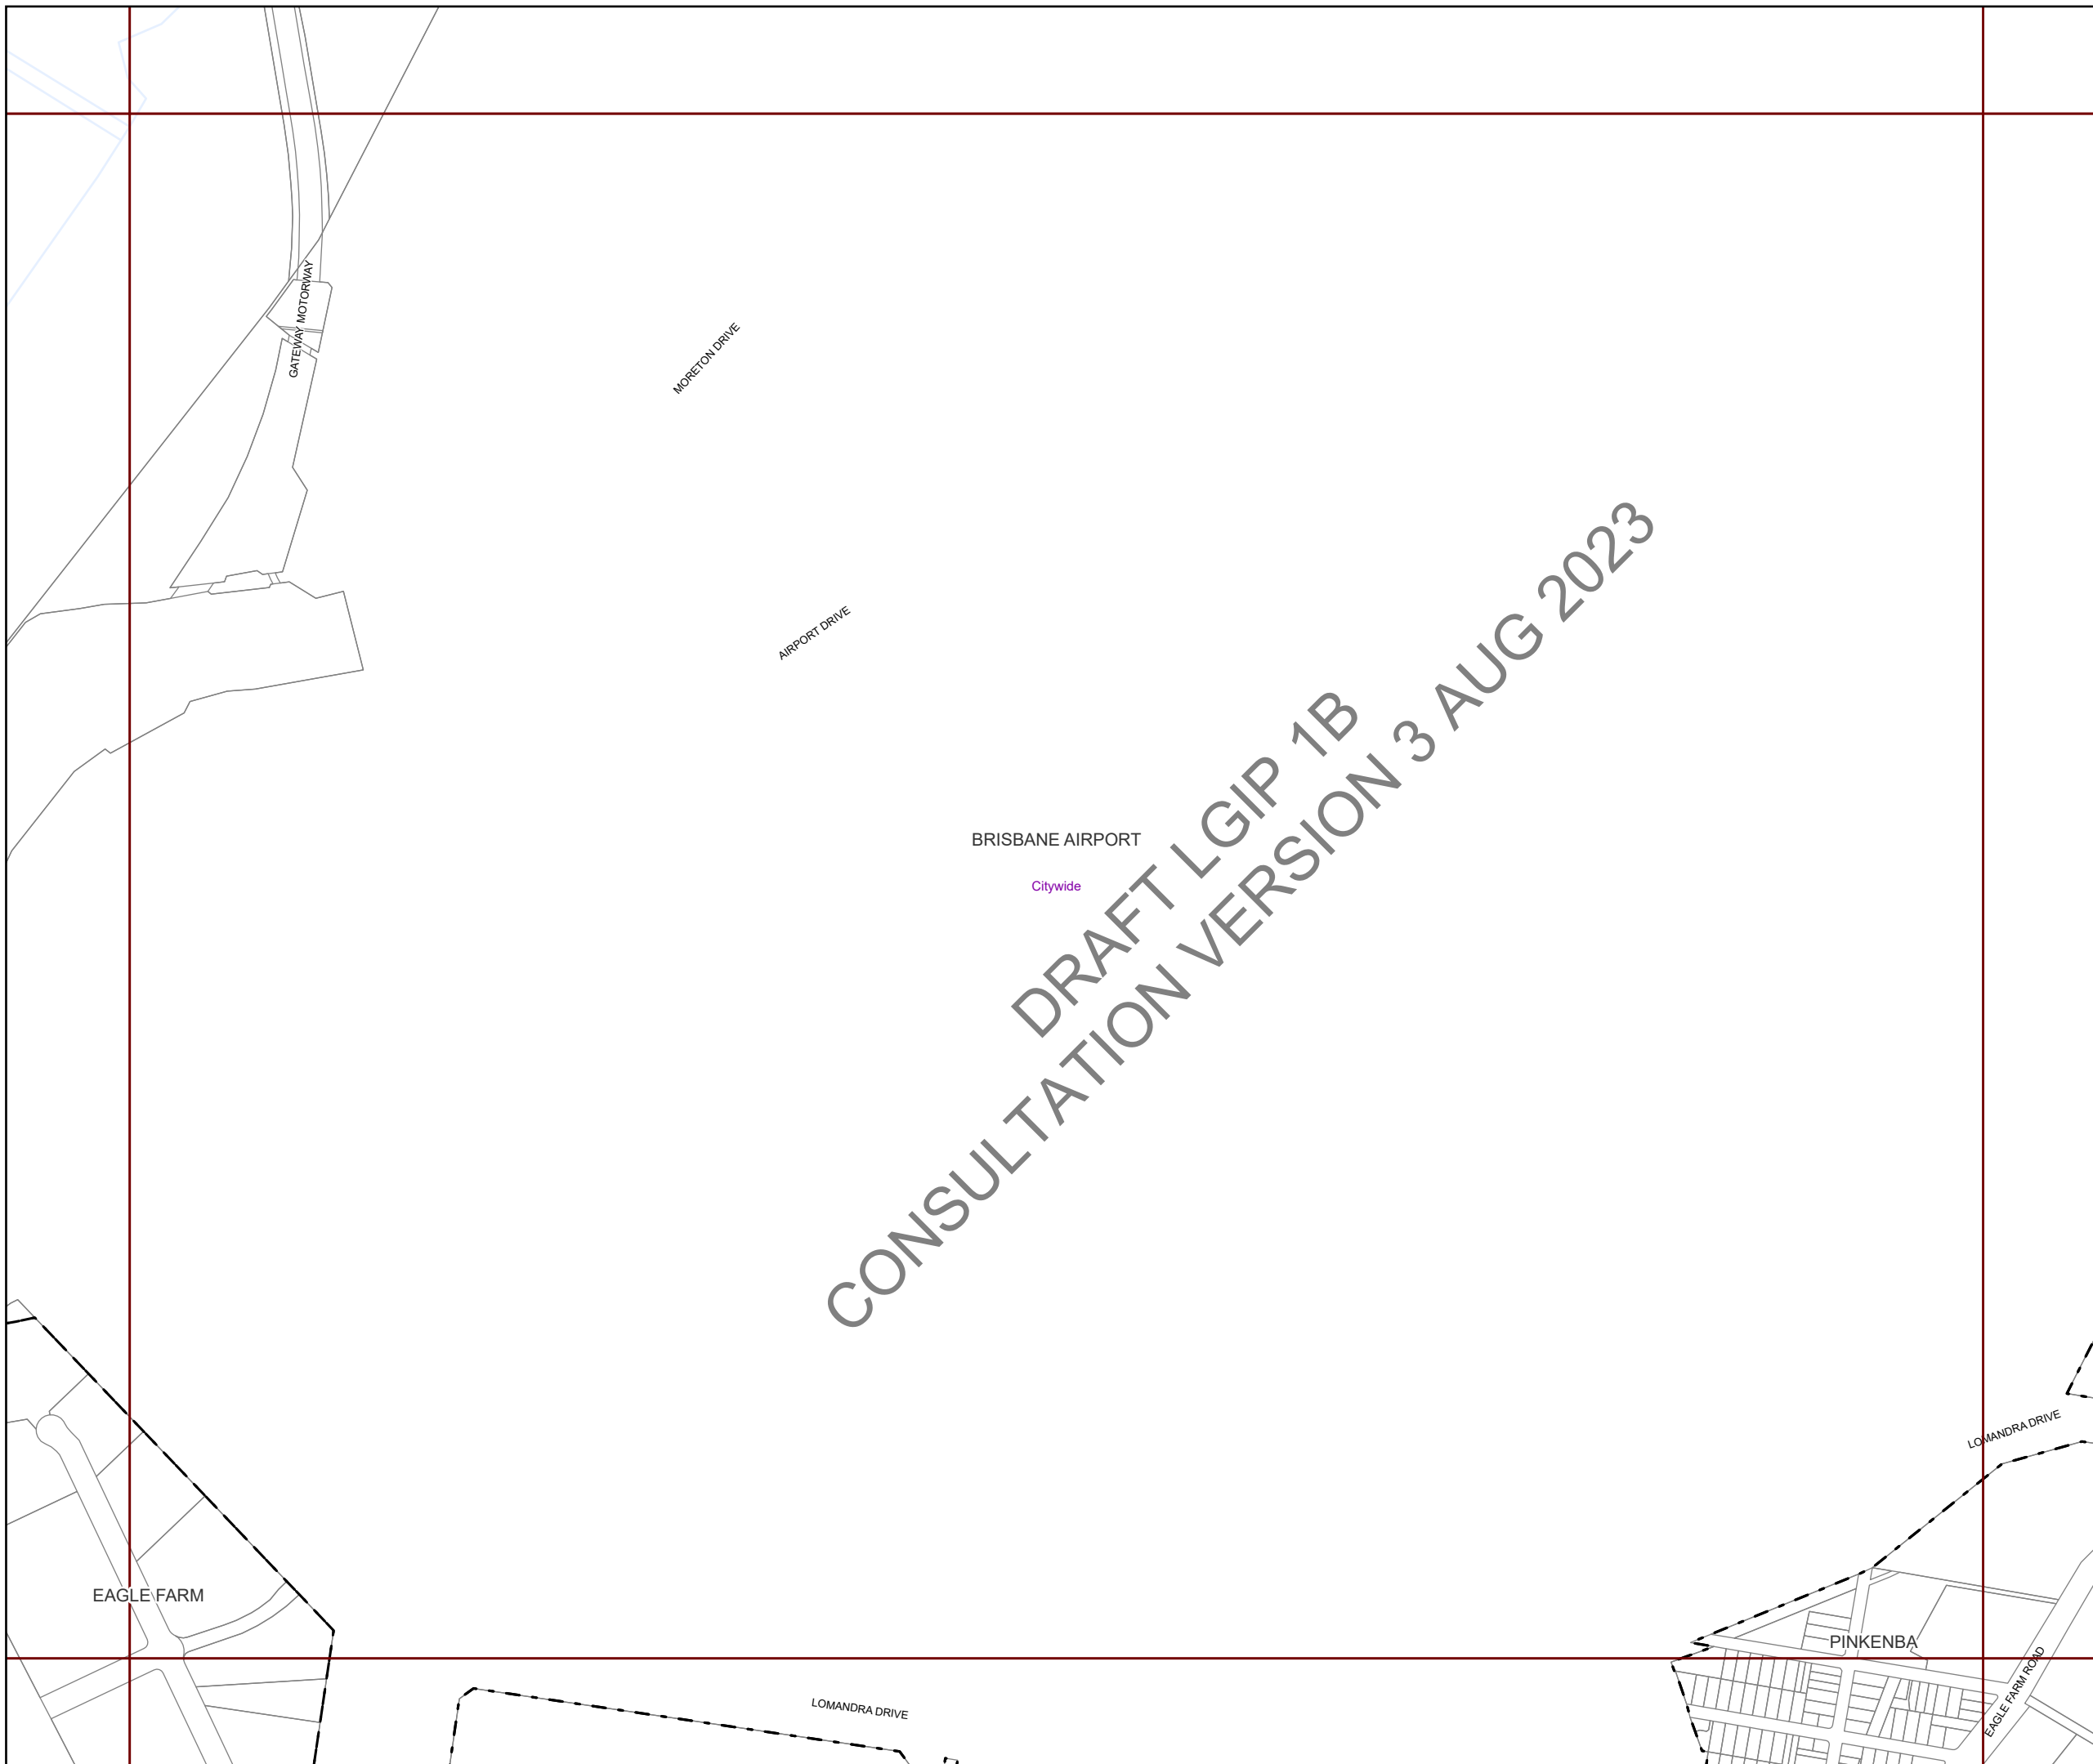 GATEWAY MOTORWAY
MORETON DRIVE
AIRPORT DRIVE
BRISBANE AIRPORT
Citywide
DRAFT LGIP 1B
CONSULTATION VERSION 3 AUG 2023
LOMANDRA DRIVE
EAGLE FARM
PINKENBA
EAGLE FARM ROAD
LOMANDRA DRIVE